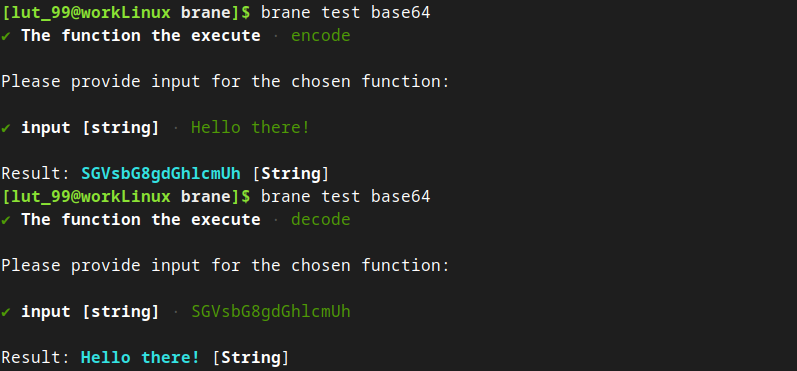 [lut_99@workLinux brane]$ brane test base64
✔ The function the execute · encode
Please provide input for the chosen function:
✔ input [string] · Hello there!
Result: SGVsbG8gdGhlcmUh [String]
[lut_99@workLinux brane]$ brane test base64
✔ The function the execute · decode
Please provide input for the chosen function:
✔ input [string] · SGVsbG8gdGhlcmUh
Result: Hello there! [String]